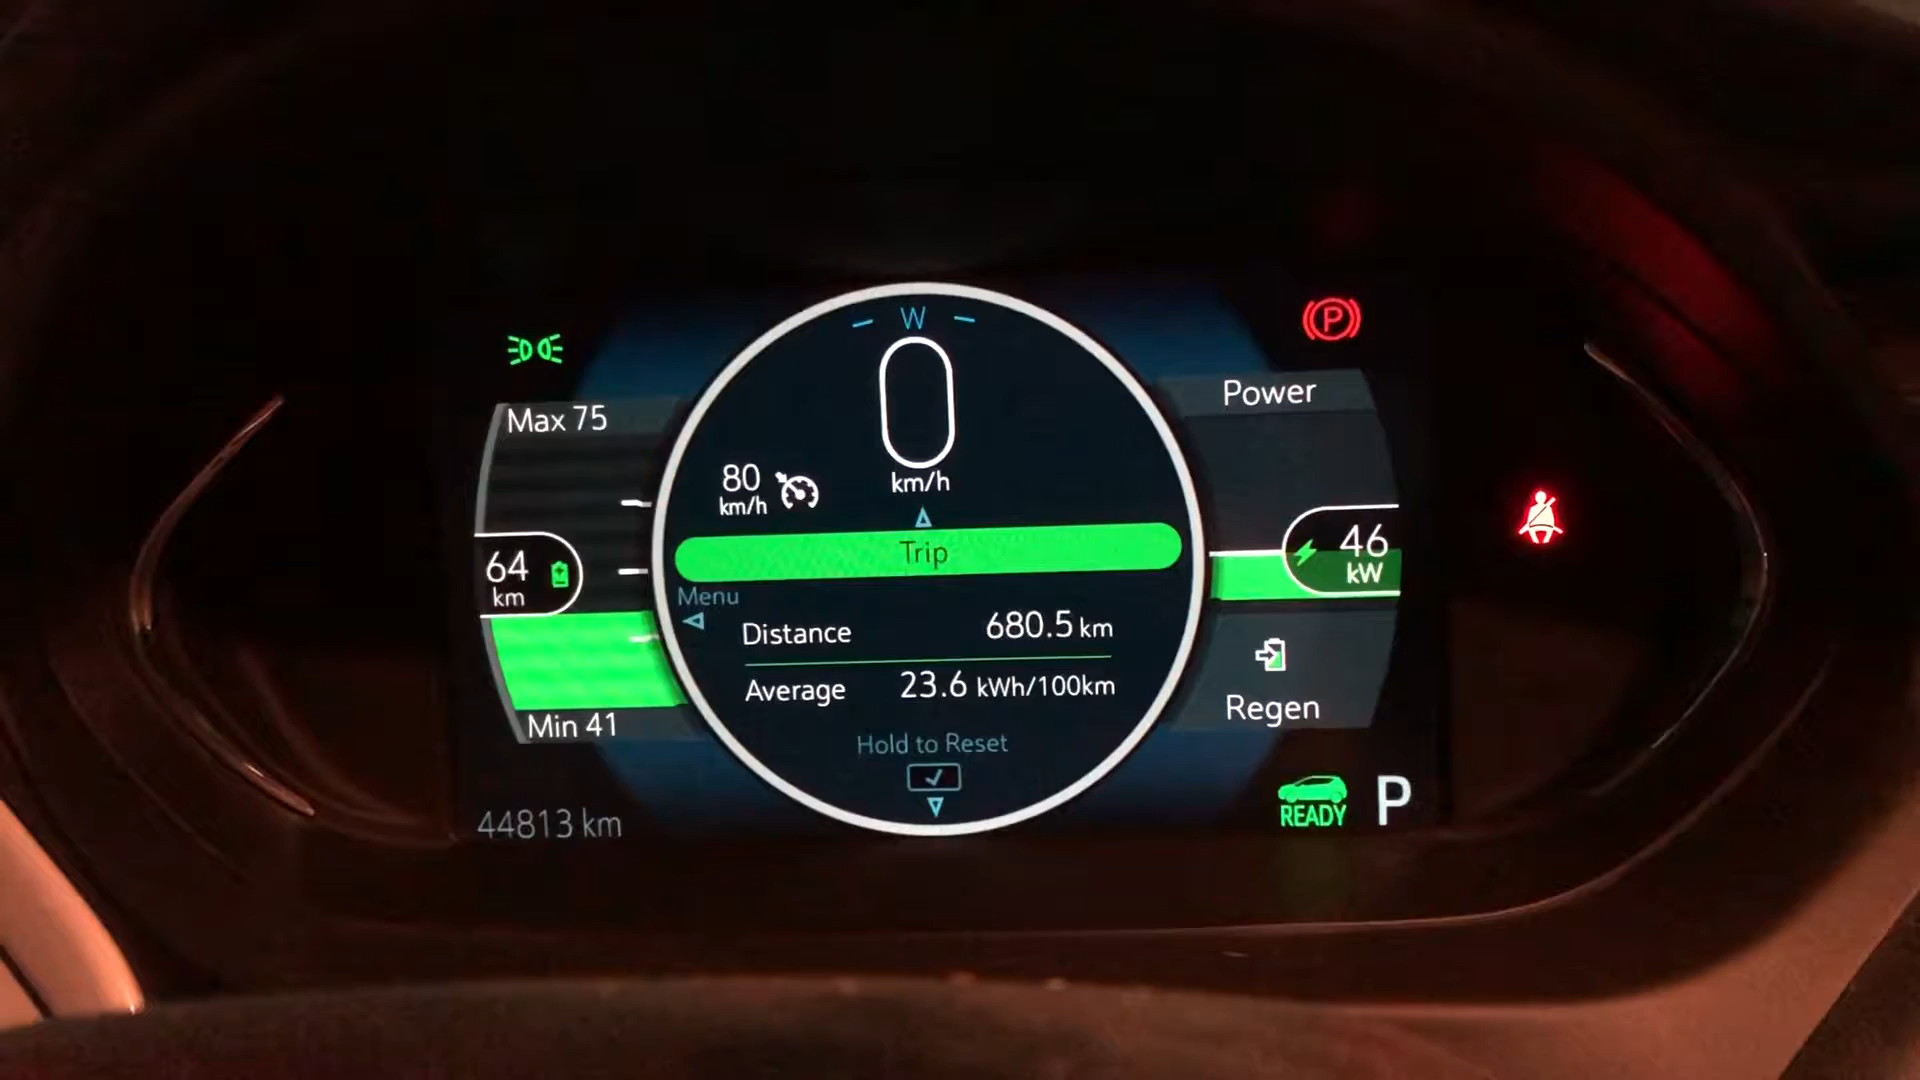 W
0
km/h
80
km/h
Max 75
64
km
Min 41
44813 km
Trip
Menu
Distance 680.5 km
Average 23.6 kWh/100km
Hold to Reset
P
Power
46
kW
Regen
READY P